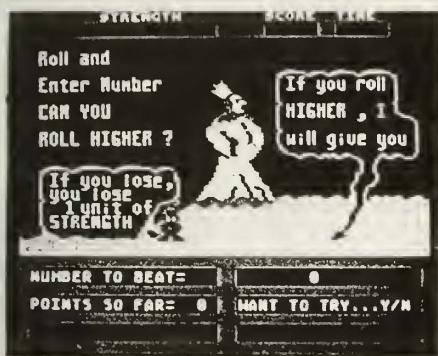 STRENGTH SCORE TIME
Roll and
Enter Number
CAN YOU
ROLL HIGHER ?
If you roll
HIGHER , I
will give you
If you lose,
you lose
1 unit of
STRENGTH
NUMBER TO BEAT= 0
POINTS SO FAR= 0 WANT TO TRY...Y/N